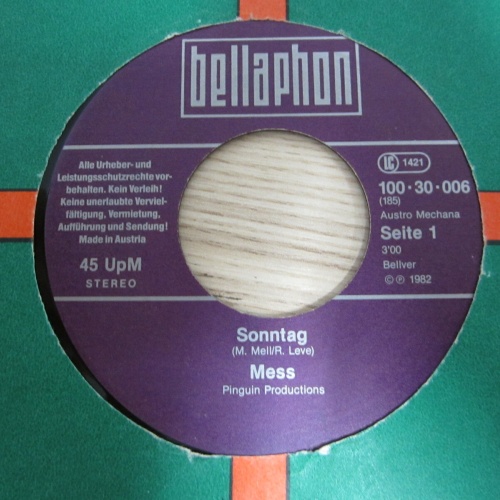 bellaphon
Alle Urheber- und
Leistungsschutzrechte vor-
behalten. Kein Verleih!
Keine unerlaubte Verviel-
fältigung, Vermietung,
Aufführung und Sendung!
Made in Austria
45 UpM
STEREO
LC 1421
100·30·006
(185)
Austro Mechana
Seite 1
3'00
Bellver
© ℗ 1982
Sonntag
(M. Mell/R. Leve)
Mess
Pinguin Productions